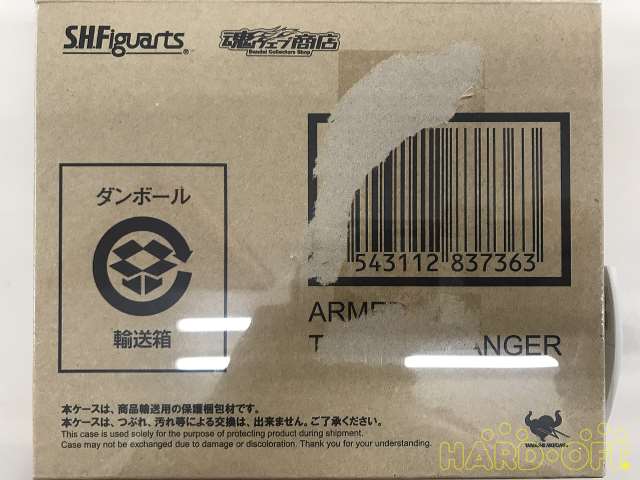 S.H.Figuarts
魂ウェブ商店
Bandai Collectors Shop
ダンボール
輸送箱
543112 837363
本ケースは、商品輸送用の保護梱包材です。
本ケースは、つぶれ、汚れ等による交換は、出来ません。ご了承ください。
This case is used solely for the purpose of protecting product during shipment.
Case may not be exchanged due to damage or discoloration. Thank you for your understanding.
HARD-OFF